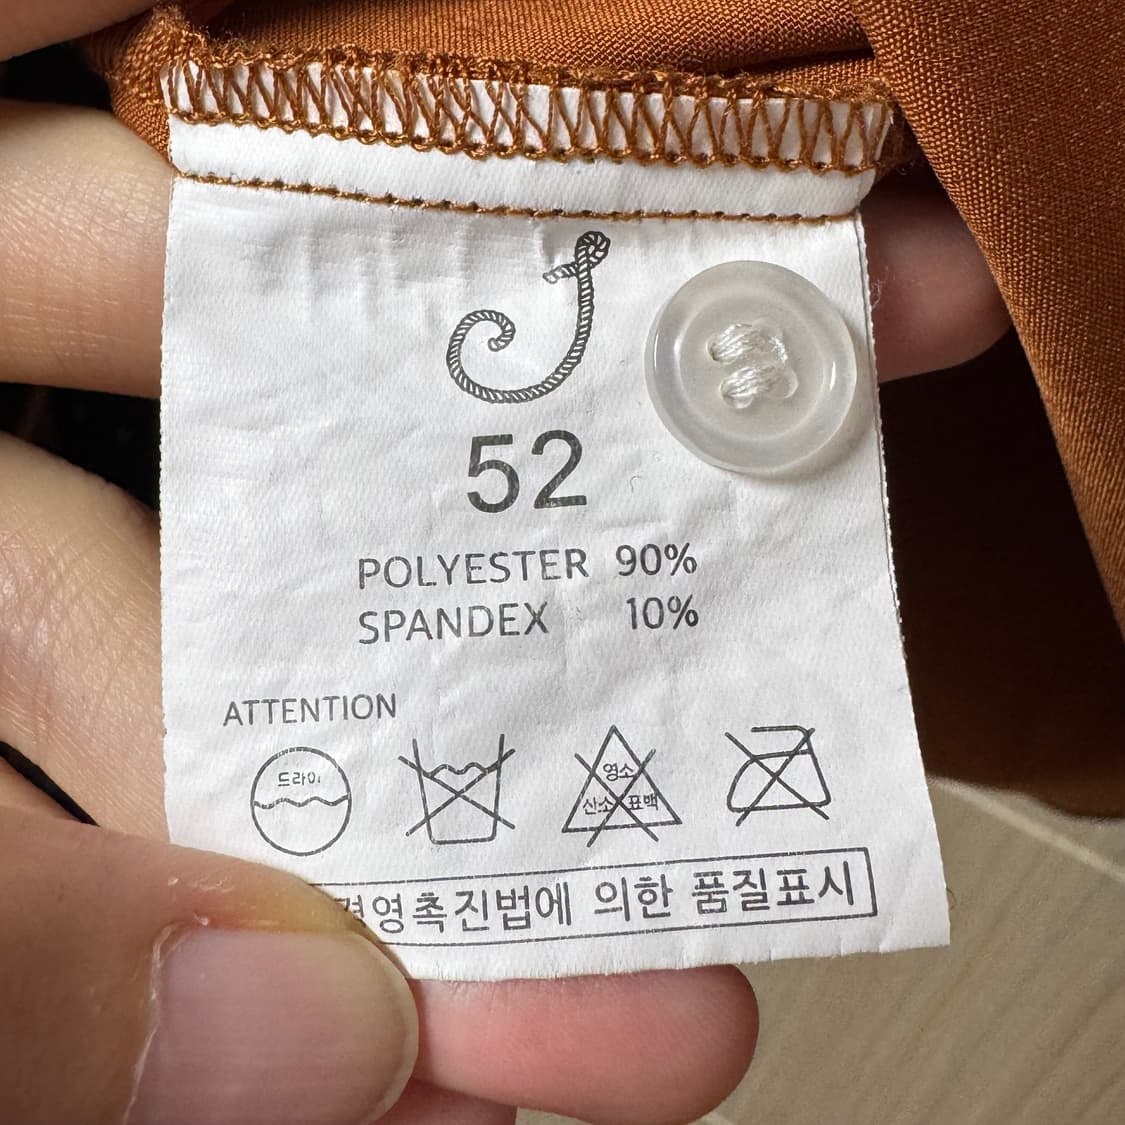 52
POLYESTER 90%
SPANDEX 10%
ATTENTION
드라이
염소
산소 표백
경영촉진법에 의한 품질표시